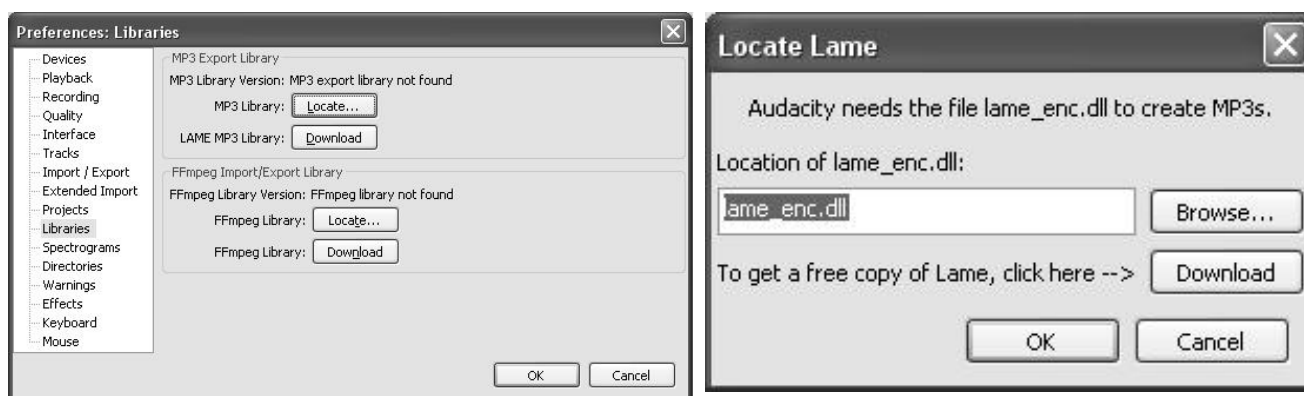 Preferences: Libraries
Devices
Playback
Recording
Quality
Interface
Tracks
Import / Export
Extended Import
Projects
Libraries
Spectrograms
Directories
Warnings
Effects
Keyboard
Mouse
MP3 Export Library
MP3 Library Version: MP3 export library not found
MP3 Library: Locate...
LAME MP3 Library: Download
FFmpeg Import/Export Library
FFmpeg Library Version: FFmpeg library not found
FFmpeg Library: Locate...
FFmpeg Library: Download
OK Cancel
Locate Lame
Audacity needs the file lame_enc.dll to create MP3s.
Location of lame_enc.dll:
lame_enc.dll Browse...
To get a free copy of Lame, click here --> Download
OK Cancel